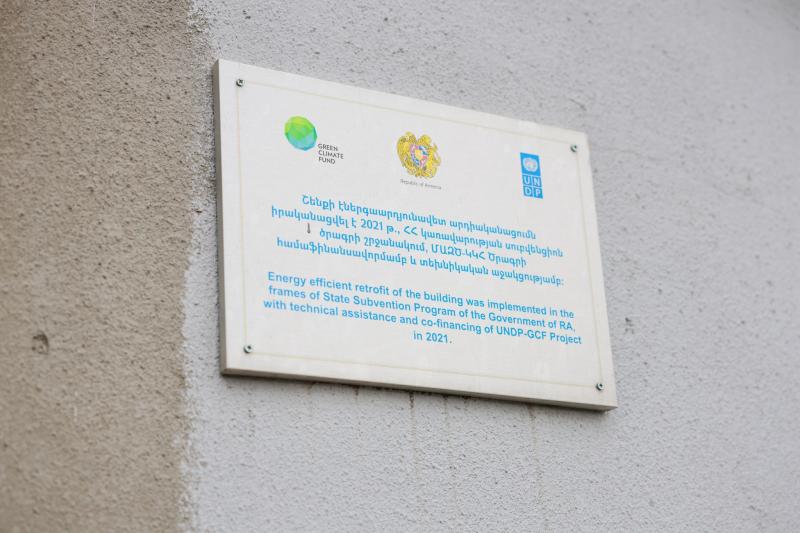 GREEN
CLIMATE
FUND
Republic of Armenia
UN
DP
Շենքի էներգաարդյունավետ արդիականացումն
իրականացվել է 2021 թ., ՀՀ կառավարության սուբվենցիոն
ծրագրի շրջանակում, ՄԱԶԾ-ԿԿՀ Ծրագրի
համաֆինանսավորմամբ և տեխնիկական աջակցությամբ:
Energy efficient retrofit of the building was implemented in the
frames of State Subvention Program of the Government of RA,
with technical assistance and co-financing of UNDP-GCF Project
in 2021.